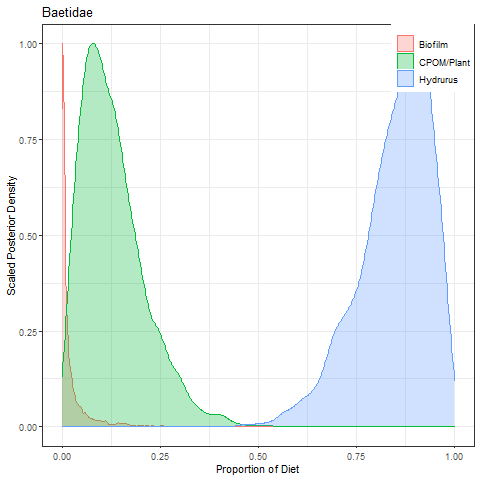 Baetidae
Biofilm
CPOM/Plant
Hydrurus
Scaled Posterior Density
1.00
0.75
0.50
0.25
0.00
0.00 0.25 0.50 0.75 1.00
Proportion of Diet